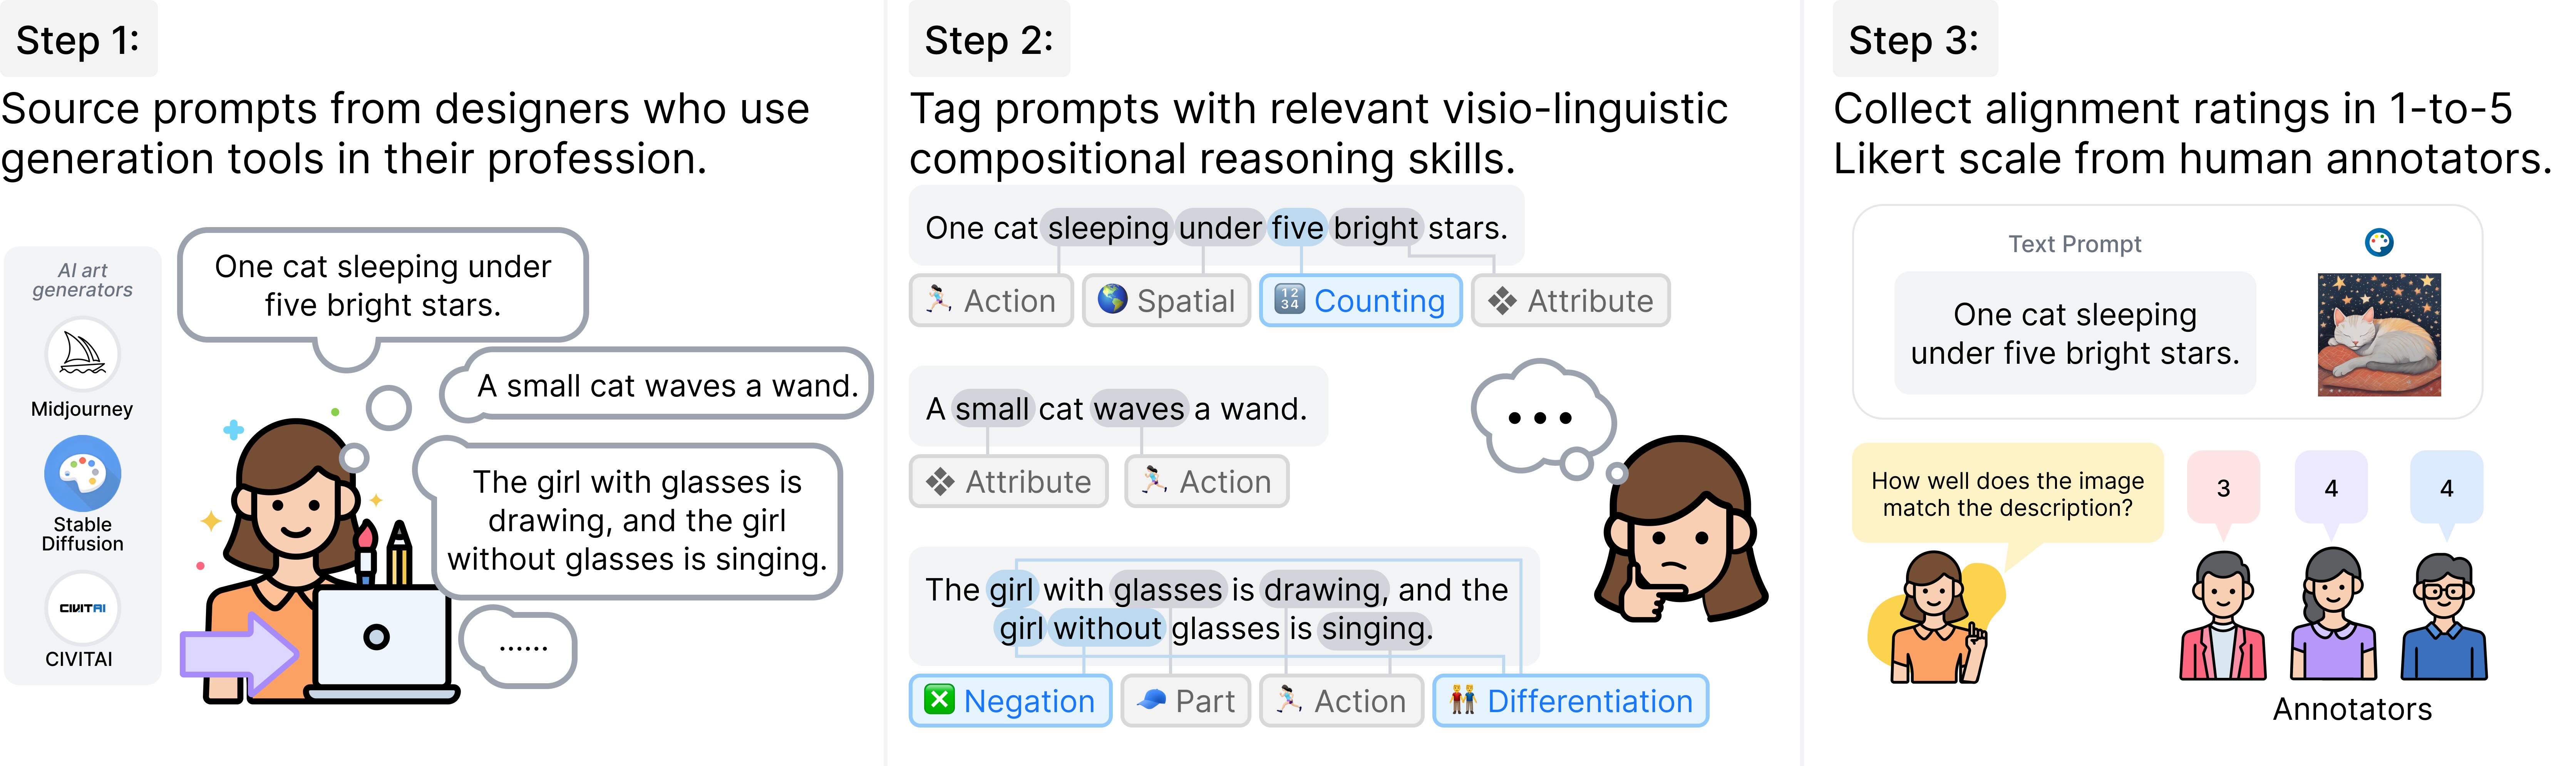 Step 1:
Source prompts from designers who use
generation tools in their profession.
AI art
generators
Midjourney
Stable
Diffusion
CIVITAI
CIVITAI
One cat sleeping under
five bright stars.
A small cat waves a wand.
The girl with glasses is
drawing, and the girl
without glasses is singing.
......
Step 2:
Tag prompts with relevant visio-linguistic
compositional reasoning skills.
One cat sleeping under five bright stars.
Action
Spatial
1 2
3 4
Counting
Attribute
A small cat waves a wand.
Attribute
Action
The girl with glasses is drawing, and the
girl without glasses is singing.
Negation
Part
Action
Differentiation
Step 3:
Collect alignment ratings in 1-to-5
Likert scale from human annotators.
Text Prompt
One cat sleeping
under five bright stars.
How well does the image
match the description?
3
4
4
Annotators